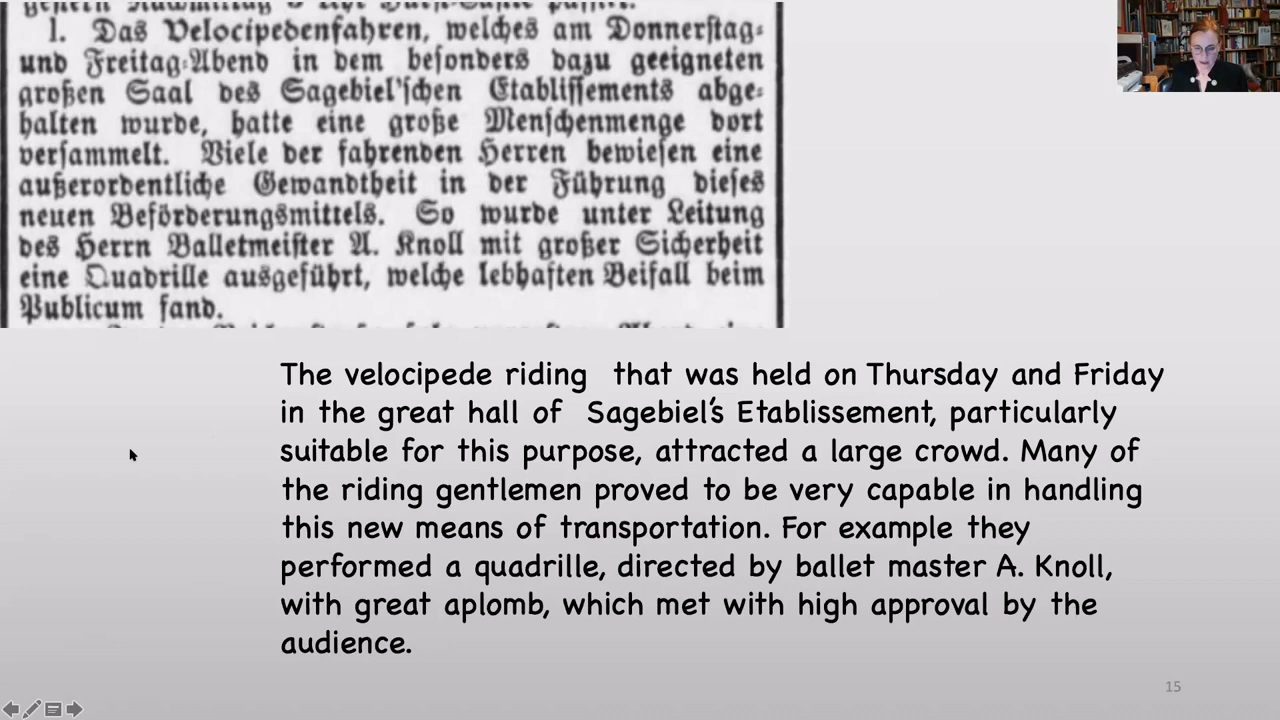 gestern Nachmittag
l. Das Velocipedenfahren, welches am Donnerstag-
und Freitag-Abend in dem besonders dazu geeigneten
großen Saal des Sagebiel'schen Etablissements abge-
halten wurde, hatte eine große Menschenmenge dort
versammelt. Viele der fahrenden Herren bewiesen eine
außerordentliche Gewandtheit in der Führung dieses
neuen Beförderungsmittels. So wurde unter Leitung
des Herrn Balletmeister A. Knoll mit großer Sicherheit
eine Quadrille ausgeführt, welche lebhaften Beifall beim
Publicum fand.
The velocipede riding that was held on Thursday and Friday
in the great hall of Sagebiel's Etablissement, particularly
suitable for this purpose, attracted a large crowd. Many of
the riding gentlemen proved to be very capable in handling
this new means of transportation. For example they
performed a quadrille, directed by ballet master A. Knoll,
with great aplomb, which met with high approval by the
audience.
15